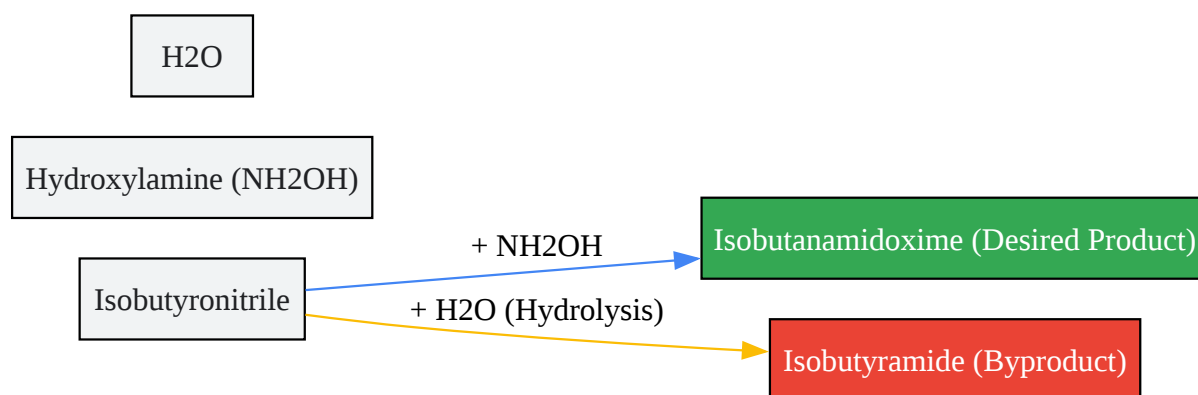 H2O
Hydroxylamine (NH2OH)
Isobutyronitrile
+ NH2OH
+ H2O (Hydrolysis)
Isobutanamidoxime (Desired Product)
Isobutyramide (Byproduct)